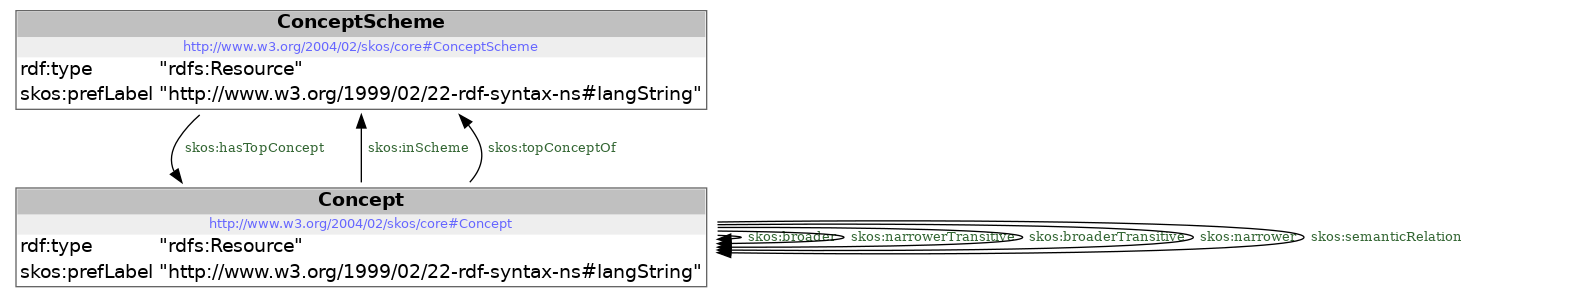 ConceptScheme
http://www.w3.org/2004/02/skos/core#ConceptScheme
rdf:type "rdfs:Resource"
skos:prefLabel "http://www.w3.org/1999/02/22-rdf-syntax-ns#langString"
skos:hasTopConcept skos:inScheme skos:topConceptOf
Concept
http://www.w3.org/2004/02/skos/core#Concept
skos:broader skos:narrowerTransitive skos:broaderTransitive skos:narrower skos:semanticRelation
rdf:type "rdfs:Resource"
skos:prefLabel "http://www.w3.org/1999/02/22-rdf-syntax-ns#langString"